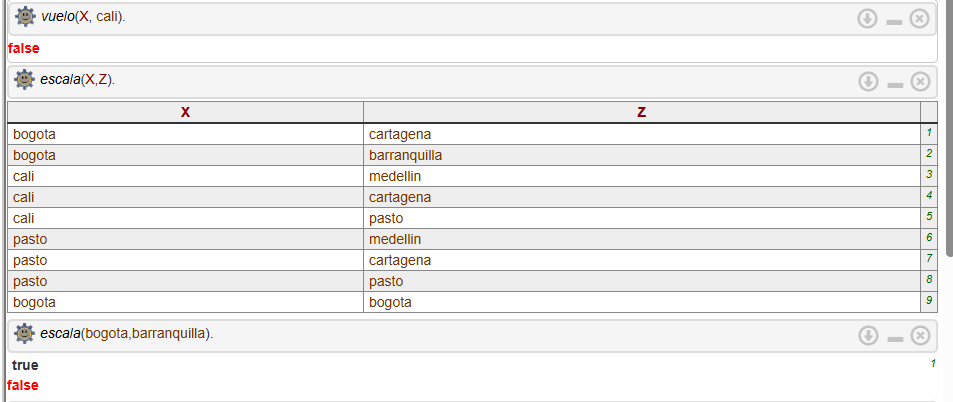 vuelo(X, cali).
false
escala(X,Z).
X Z
bogota cartagena 1
bogota barranquilla 2
cali medellin 3
cali cartagena 4
cali pasto 5
pasto medellin 6
pasto cartagena 7
pasto pasto 8
bogota bogota 9
escala(bogota,barranquilla).
true 1
false